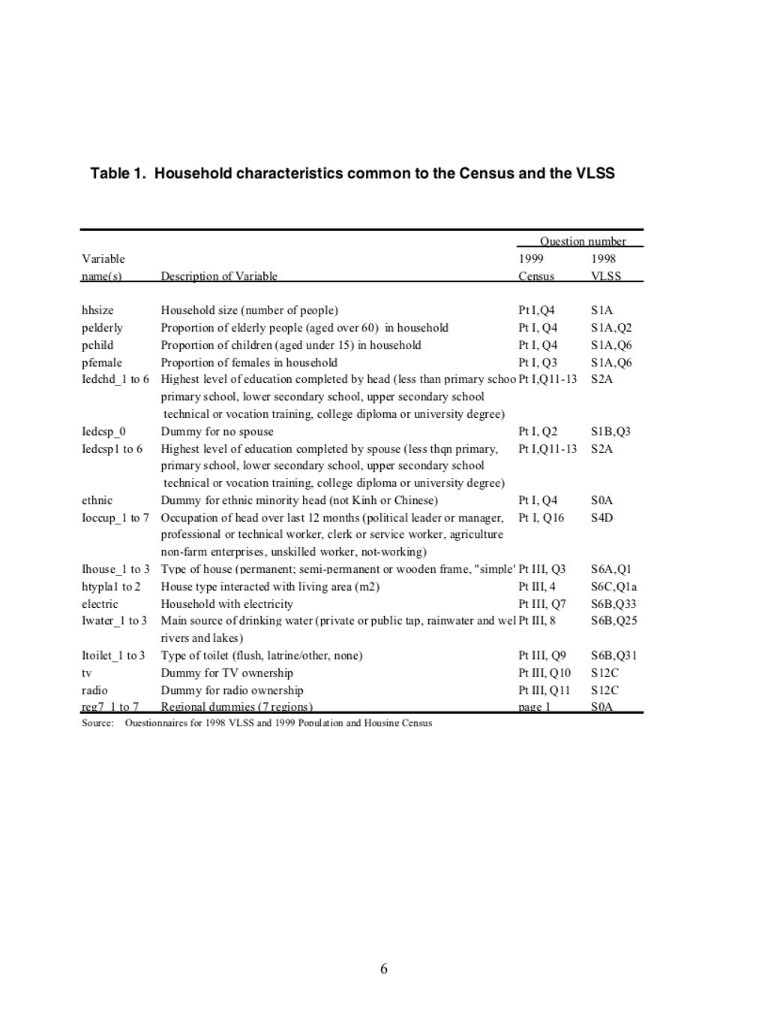 Table 1.  Household characteristics common to the Census and the VLSS
Question number
Variable 1999 1998
name(s) Description of Variable Census VLSS
hhsize Household size (number of people) Pt I,Q4 S1A
pelderly Proportion of elderly people (aged over 60)  in household Pt I, Q4 S1A,Q2
pchild Proportion of children (aged under 15) in household Pt I, Q4 S1A,Q6
pfemale Proportion of females in household Pt I, Q3 S1A,Q6
Iedchd_1 to 6 Highest level of education completed by head (less than primary schoo Pt I,Q11-13 S2A
primary school, lower secondary school, upper secondary school
technical or vocation training, college diploma or university degree)
Iedcsp_0 Dummy for no spouse Pt I, Q2 S1B,Q3
Iedcsp1 to 6 Highest level of education completed by spouse (less thqn primary, Pt I,Q11-13 S2A
primary school, lower secondary school, upper secondary school
technical or vocation training, college diploma or university degree)
ethnic Dummy for ethnic minority head (not Kinh or Chinese) Pt I, Q4 S0A
Ioccup_1 to 7 Occupation of head over last 12 months (political leader or manager, Pt I, Q16 S4D
professional or technical worker, clerk or service worker, agriculture
non-farm enterprises, unskilled worker, not-working)
Ihouse_1 to 3 Type of house (permanent; semi-permanent or wooden frame, "simple" Pt III, Q3 S6A,Q1
htypla1 to 2 House type interacted with living area (m2) Pt III, 4 S6C,Q1a
electric Household with electricity Pt III, Q7 S6B,Q33
Iwater_1 to 3 Main source of drinking water (private or public tap, rainwater and wel Pt III, 8 S6B,Q25
rivers and lakes)
Itoilet_1 to 3 Type of toilet (flush, latrine/other, none) Pt III, Q9 S6B,Q31
tv Dummy for TV ownership Pt III, Q10 S12C
radio Dummy for radio ownership Pt III, Q11 S12C
reg7_1 to 7 Regional dummies (7 regions) page 1 S0A
Source: Questionnaires for 1998 VLSS and 1999 Population and Housing Census
6